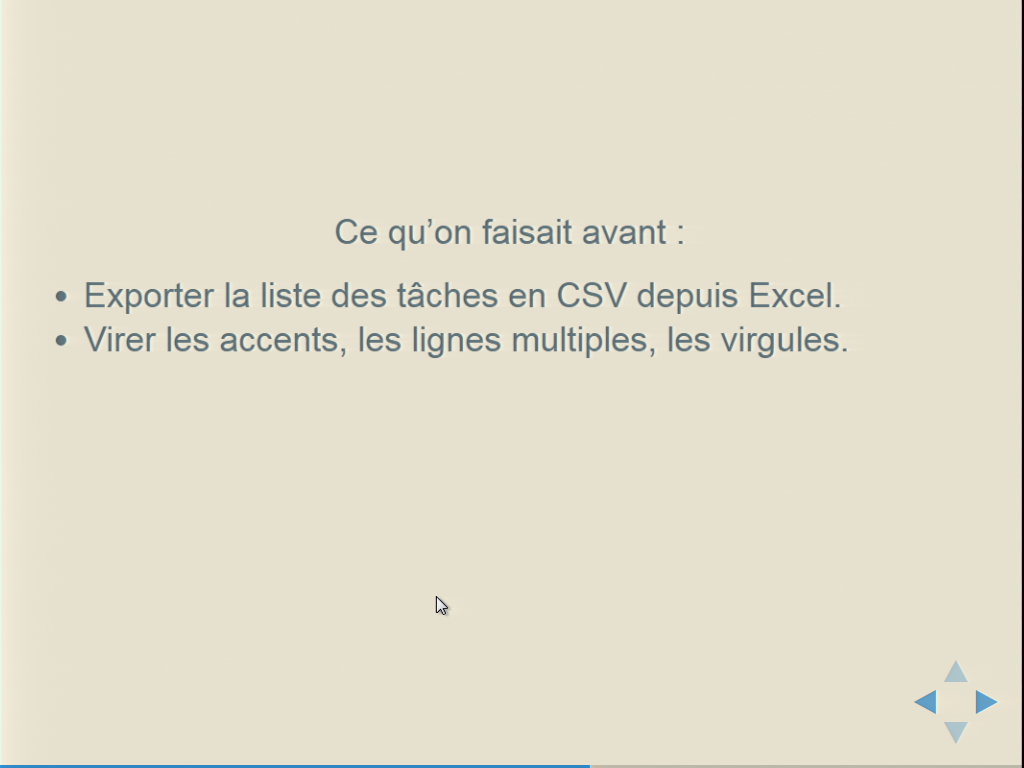 Ce qu’on faisait avant :
• Exporter la liste des tâches en CSV depuis Excel.
• Virer les accents, les lignes multiples, les virgules.